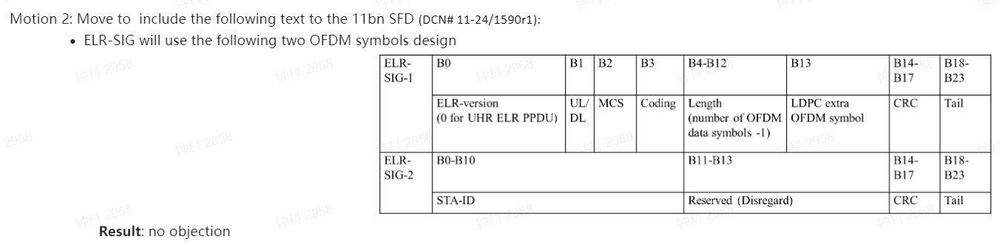 Motion 2: Move to include the following text to the 11bn SFD (DCN# 11-24/1590r1):
• ELR-SIG will use the following two OFDM symbols design
ELR-SIG-1 B0 B1 B2 B3 B4-B12 B13 B14-B17 B18-B23
ELR-version (0 for UHR ELR PPDU) UL/DL MCS Coding Length (number of OFDM data symbols -1) LDPC extra OFDM symbol CRC Tail
ELR-SIG-2 B0-B10 B11-B13 B14-B17 B18-B23
STA-ID Reserved (Disregard) CRC Tail
Result: no objection
钟科 2958